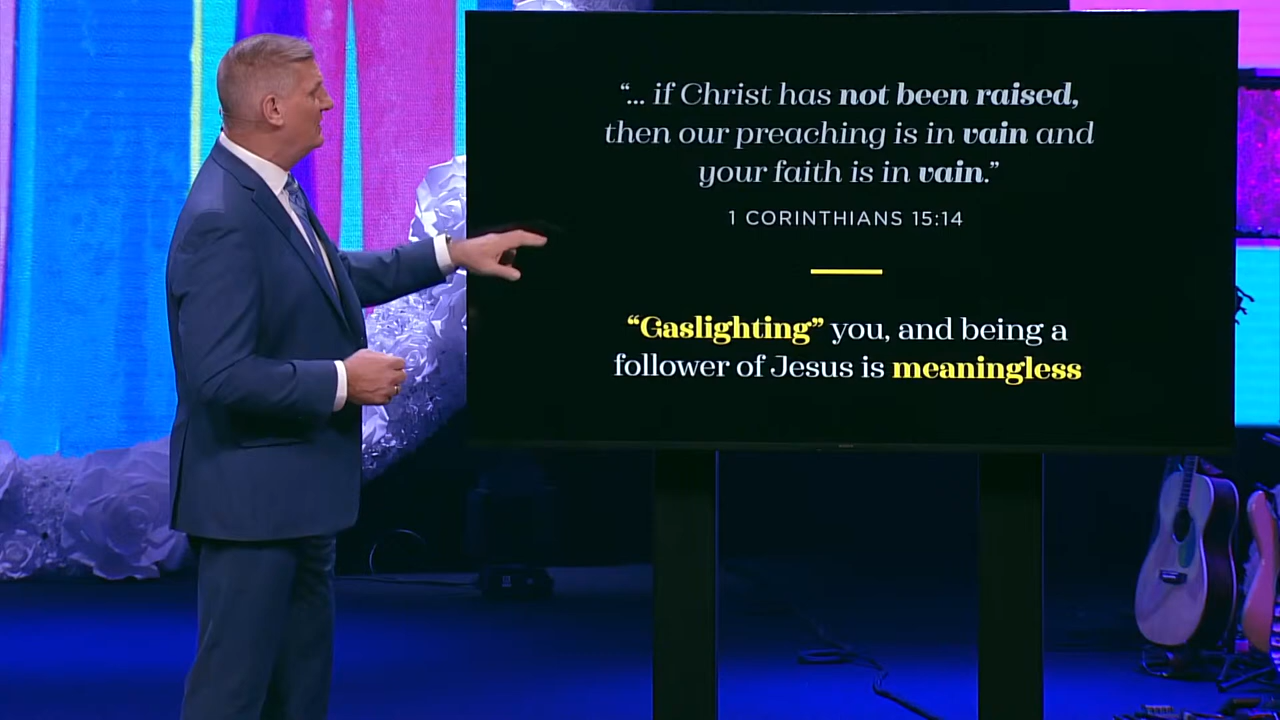 “... if Christ has not been raised,
then our preaching is in vain and
your faith is in vain.”
1 CORINTHIANS 15:14
“Gaslighting” you, and being a
follower of Jesus is meaningless